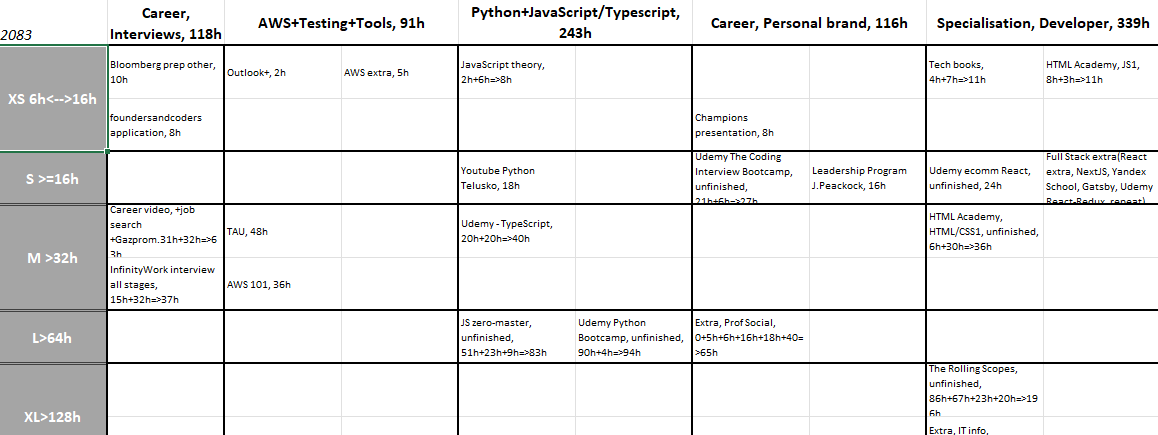 2083
Career,
Interviews, 118h
AWS+Testing+Tools, 91h
Python+JavaScript/Typescript,
243h
Career, Personal brand, 116h
Specialisation, Developer, 339h
XS 6h<-->16h
Bloomberg prep other,
10h
Outlook+, 2h
AWS extra, 5h
JavaScript theory,
2h+6h=>8h
Tech books,
4h+7h=>11h
HTML Academy, JS1,
8h+3h=>11h
foundersandcoders
application, 8h
Champions
presentation, 8h
S >=16h
Youtube Python
Telusko, 18h
Udemy The Coding
Interview Bootcamp,
unfinished,
21h+6h=>27h
Leadership Program
J.Peackock, 16h
Udemy ecomm React,
unfinished, 24h
Full Stack extra(React
extra, NextJS, Yandex
School, Gatsby, Udemy
React-Redux, repeat)
M >32h
Career video, +job
search
+Gazprom.31h+32h=>6
3h
TAU, 48h
Udemy - TypeScript,
20h+20h=>40h
HTML Academy,
HTML/CSS1, unfinished,
6h+30h=>36h
InfinityWork interview
all stages,
15h+32h=>37h
AWS 101, 36h
L>64h
JS zero-master,
unfinished,
51h+23h+9h=>83h
Udemy Python
Bootcamp, unfinished,
90h+4h=>94h
Extra, Prof Social,
0+5h+6h+16h+18h+40=
>65h
XL>128h
The Rolling Scopes,
unfinished,
86h+67h+23h+20h=>19
6h
Extra, IT info,